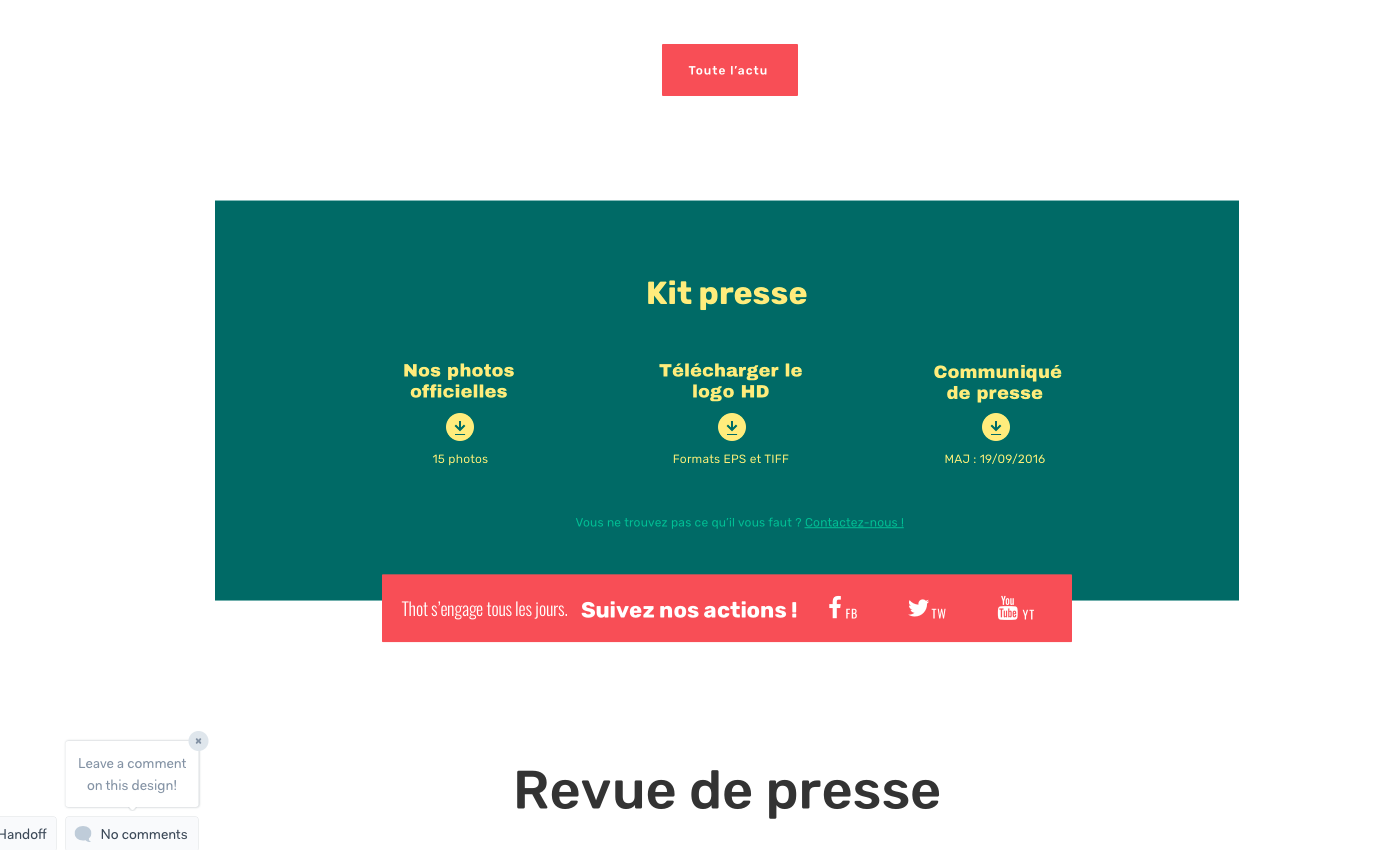 Toute l'actu
Kit presse
Nos photos
officielles
15 photos
Télécharger le
logo HD
Formats EPS et TIFF
Communiqué
de presse
MAJ : 19/09/2016
Vous ne trouvez pas ce qu'il vous faut ? Contactez-nous !
Thot s'engage tous les jours. Suivez nos actions ! FB TW You Tube YT
Revue de presse
Leave a comment
on this design!
Handoff
No comments